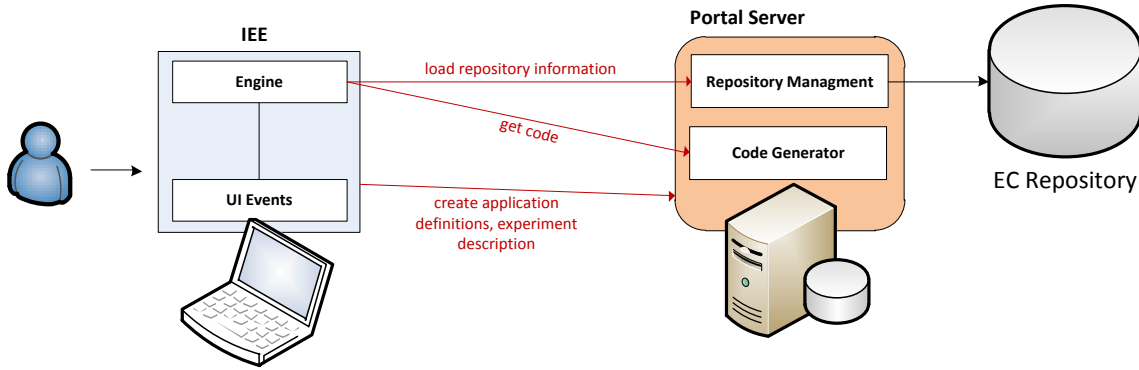 Portal Server
IEE
Engine
load repository information
Repository Managment
get code
Code Generator
EC Repository
UI Events
create application
definitions, experiment
description